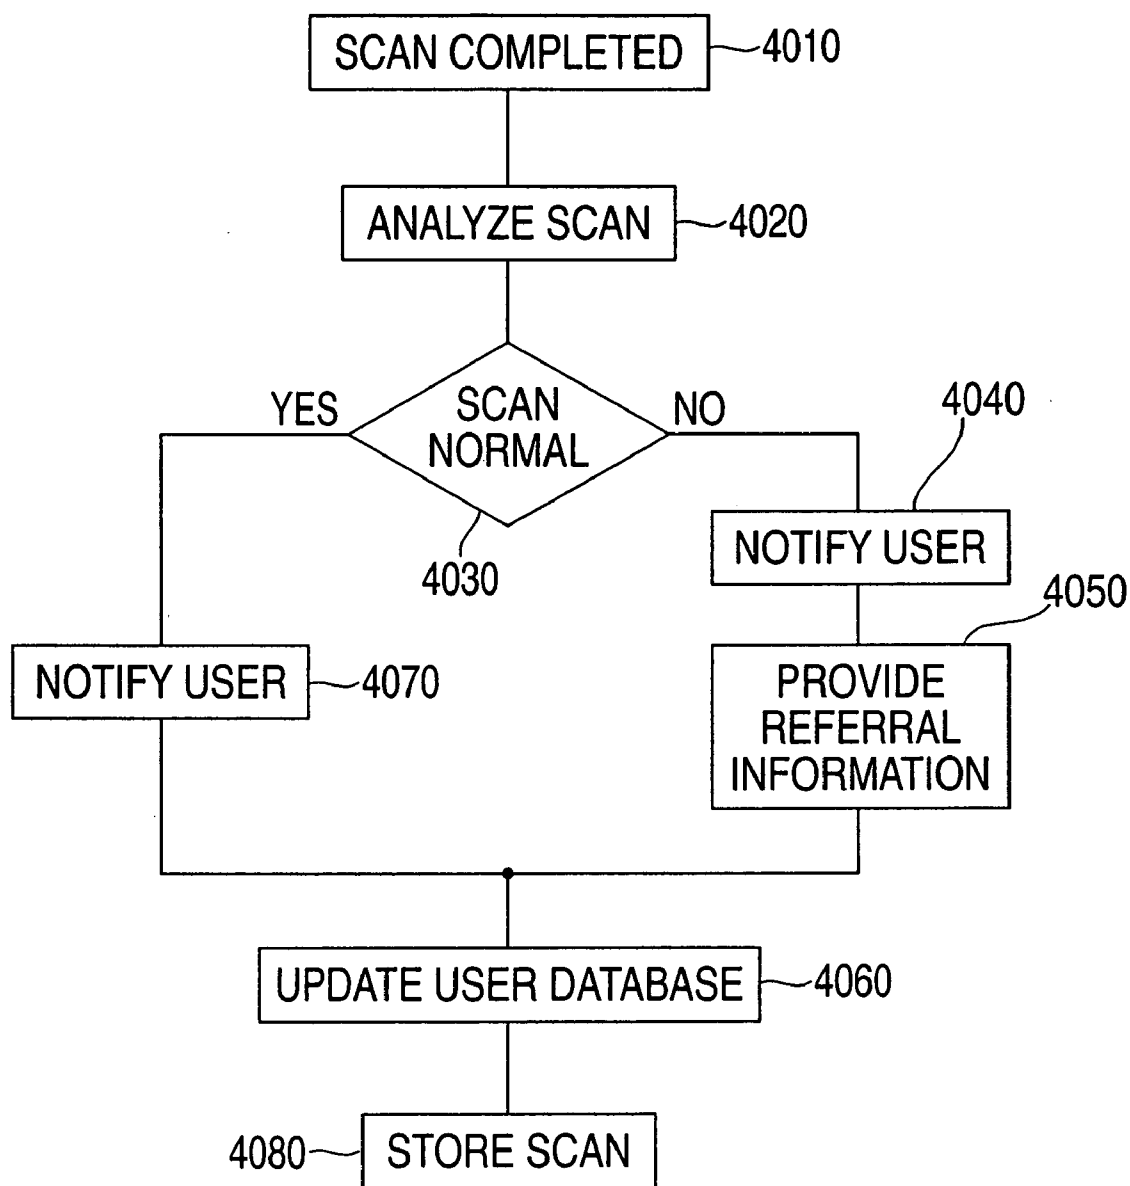 SCAN COMPLETED
4010
ANALYZE SCAN
4020
YES
SCAN
NORMAL
NO
4030
4040
NOTIFY USER
4050
PROVIDE
REFERRAL
INFORMATION
NOTIFY USER
4070
UPDATE USER DATABASE
4060
4080
STORE SCAN